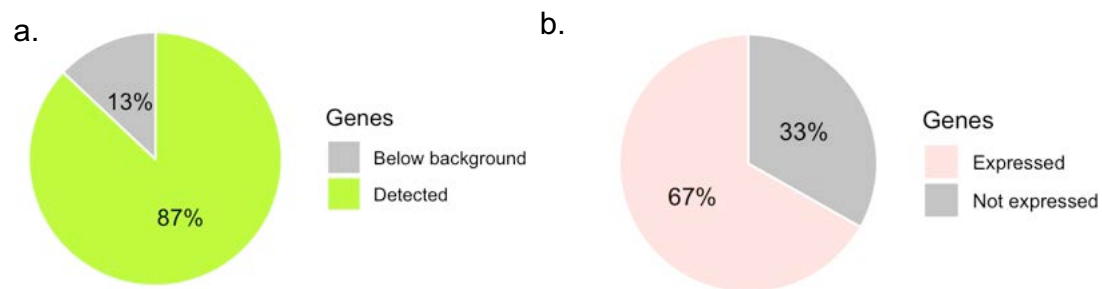 a.
13%
87%
Genes
Below background
Detected
b.
33%
67%
Genes
Expressed
Not expressed